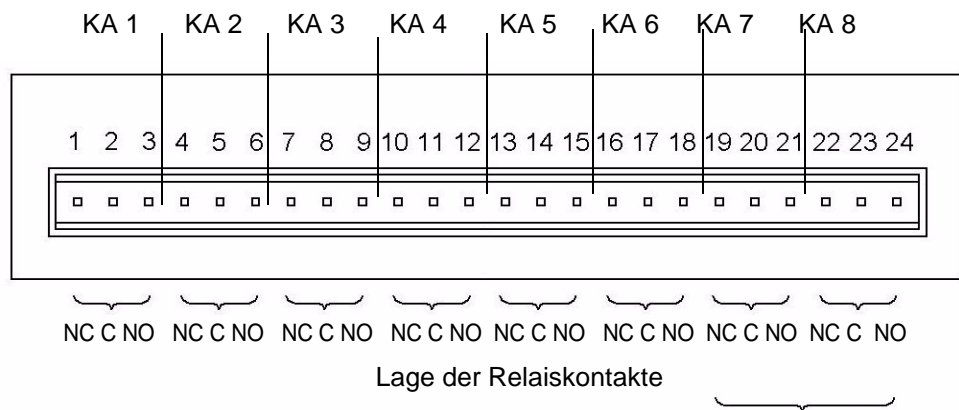 KA 1 KA 2 KA 3 KA 4 KA 5 KA 6 KA 7 KA 8
1 2 3 4 5 6 7 8 9 10 11 12 13 14 15 16 17 18 19 20 21 22 23 24
NC C NO NC C NO NC C NO NC C NO NC C NO NC C NO NC C NO NC C NO
Lage der Relaiskontakte